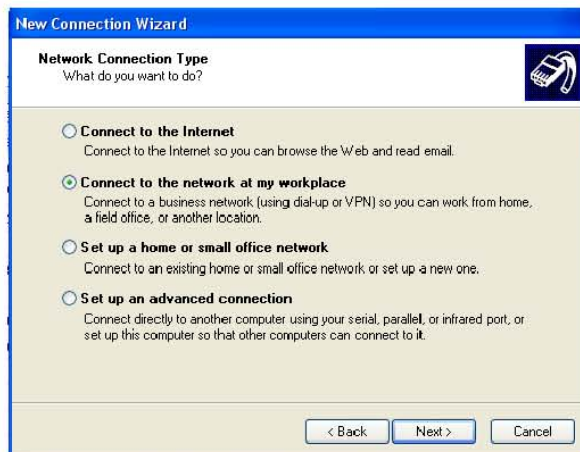 New Connection Wizard
Network Connection Type
What do you want to do?
Connect to the Internet
Connect to the Internet so you can browse the Web and read email.
Connect to the network at my workplace
Connect to a business network (using dial-up or VPN) so you can work from home,
a field office, or another location.
Set up a home or small office network
Connect to an existing home or small office network or set up a new one.
Set up an advanced connection
Connect directly to another computer using your serial, parallel, or infrared port, or
set up this computer so that other computers can connect to it.
< Back
Next >
Cancel